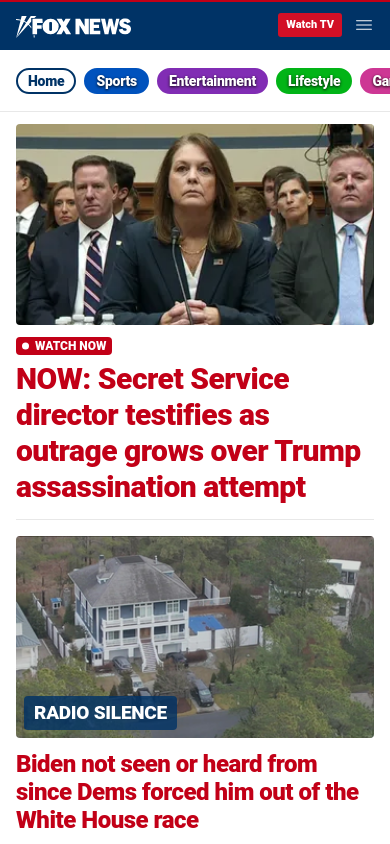 FOX NEWS
Watch TV
Home Sports Entertainment Lifestyle
WATCH NOW
NOW: Secret Service
director testifies as
outrage grows over Trump
assassination attempt
RADIO SILENCE
Biden not seen or heard from
since Dems forced him out of the
White House race